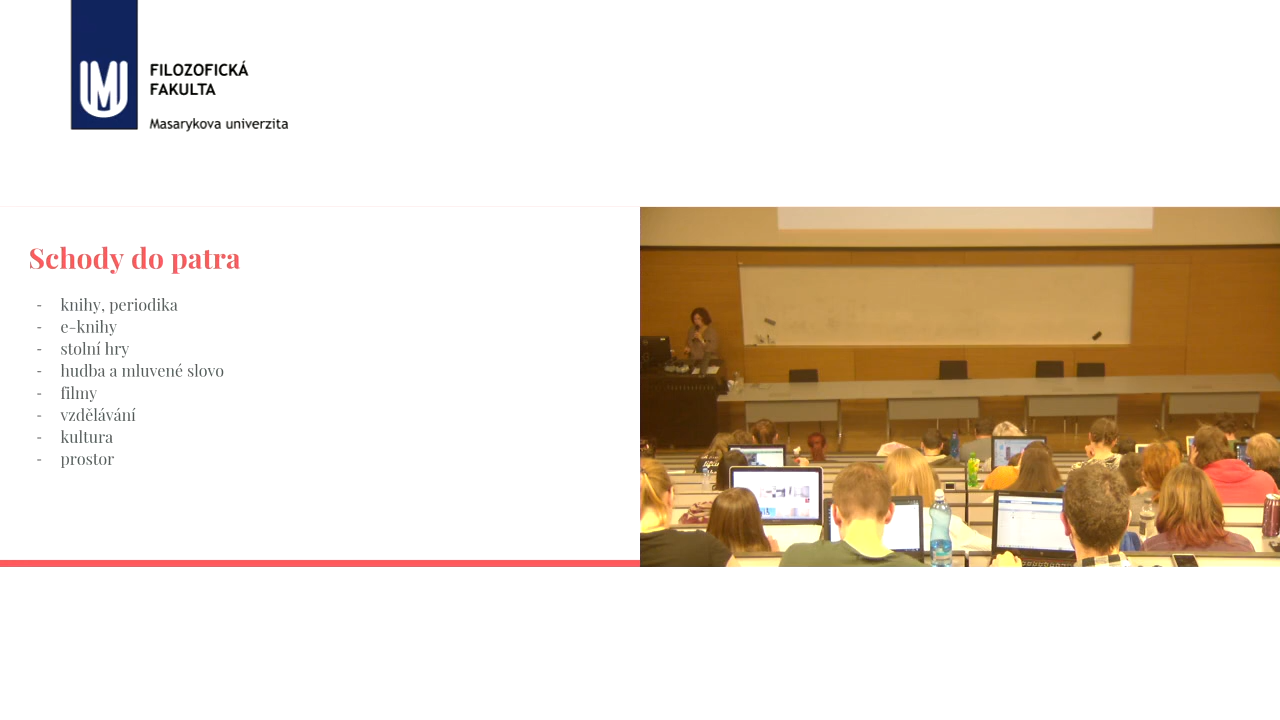 FILOZOFICKÁ
FAKULTA
Masarykova univerzita
Schody do patra
- knihy, periodika
- e-knihy
- stolní hry
- hudba a mluvené slovo
- filmy
- vzdělávání
- kultura
- prostor